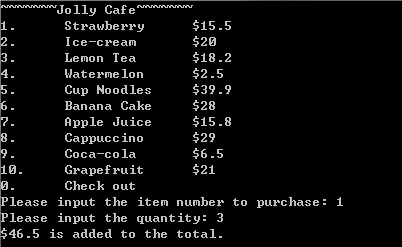 ~~~~~~~~Jolly Cafe~~~~~~~~
1. Strawberry $15.5
2. Ice-cream $20
3. Lemon Tea $18.2
4. Watermelon $2.5
5. Cup Noodles $39.9
6. Banana Cake $28
7. Apple Juice $15.8
8. Cappuccino $29
9. Coca-cola $6.5
10. Grapefruit $21
0. Check out
Please input the item number to purchase: 1
Please input the quantity: 3
$46.5 is added to the total.